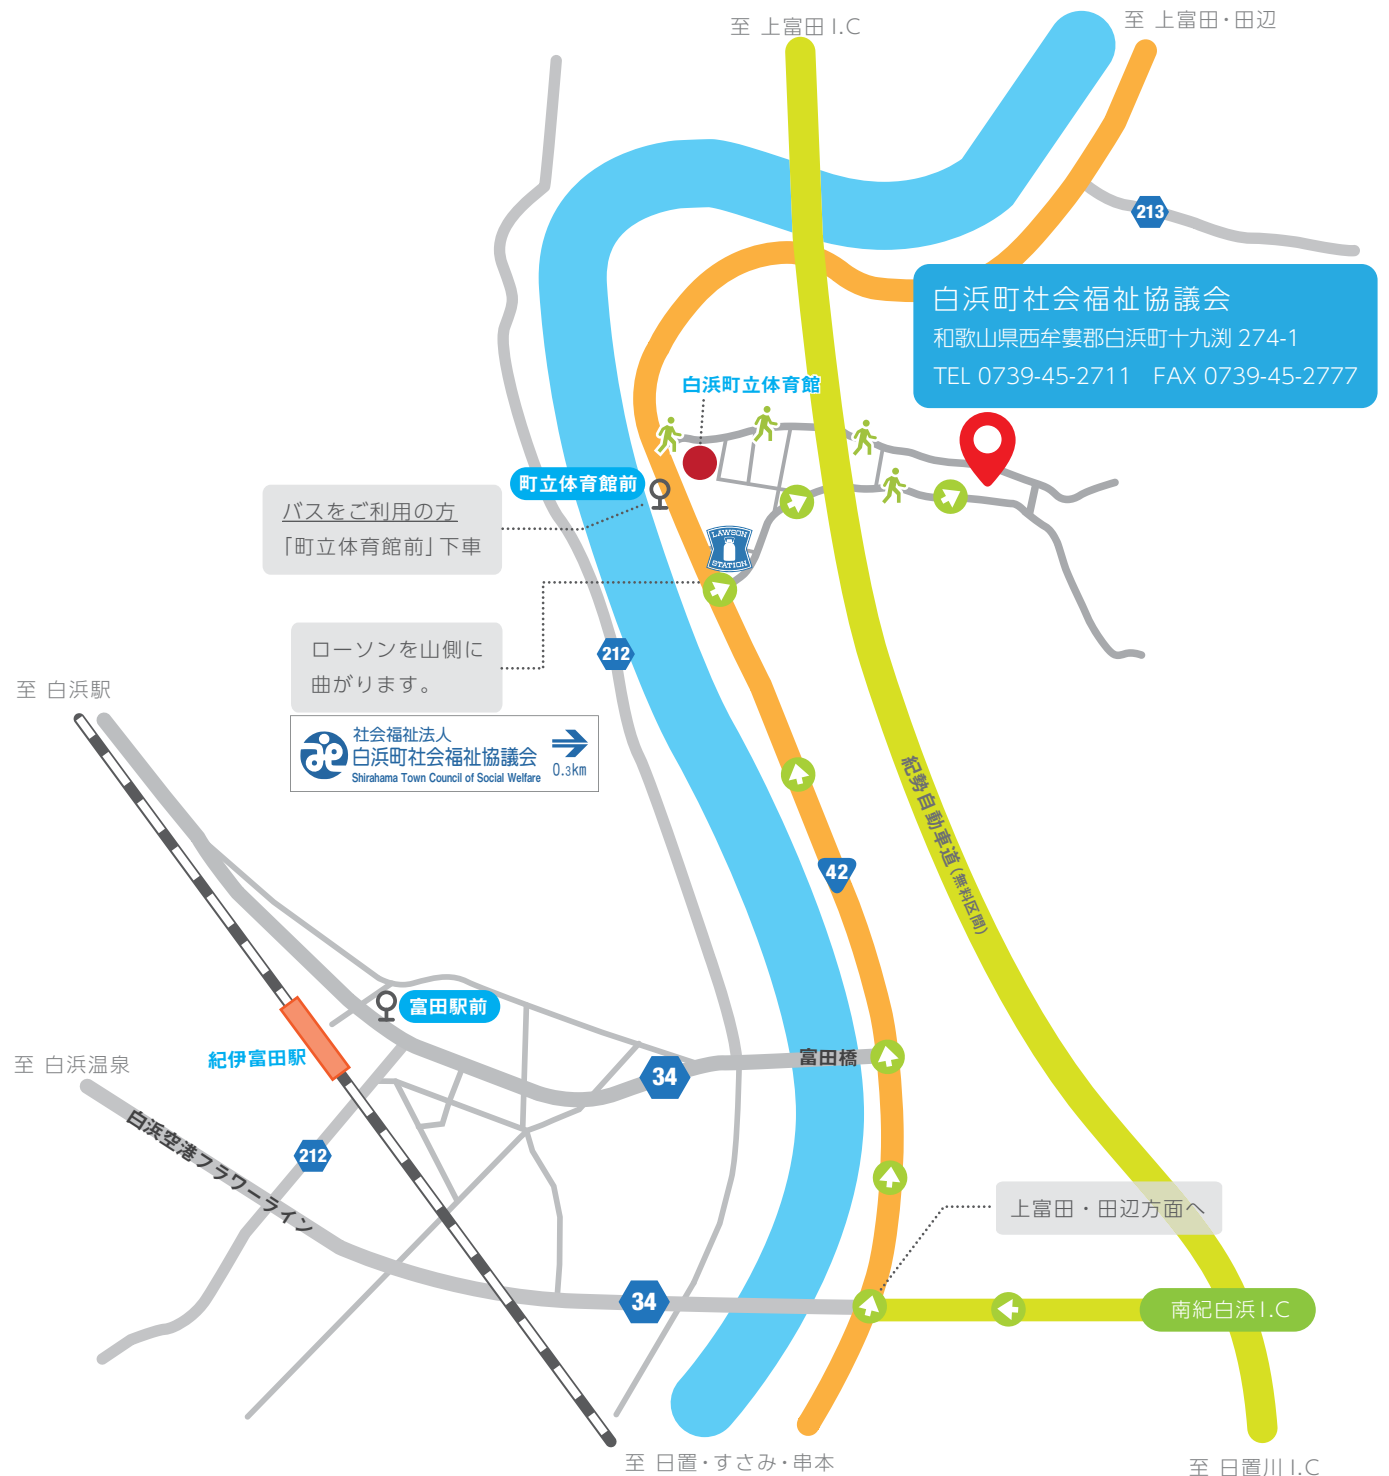 至 上富田 I.C
至 上富田・田辺
213
白浜町社会福祉協議会
和歌山県西牟婁郡白浜町十九渕 274-1
TEL 0739-45-2711 FAX 0739-45-2777
白浜町立体育館
町立体育館前
バスをご利用の方
「町立体育館前」下車
LAWSON
STATION
ローソンを山側に
曲がります。
212
至 白浜駅
社会福祉法人
白浜町社会福祉協議会
Shirahama Town Council of Social Welfare
0.3km
紀勢自動車道(無料区間)
42
富田駅前
紀伊富田駅
富田橋
34
至 白浜温泉
白浜空港フラワーライン
212
上富田・田辺方面へ
34
南紀白浜 I.C
至 日置・すさみ・串本
至 日置川 I.C